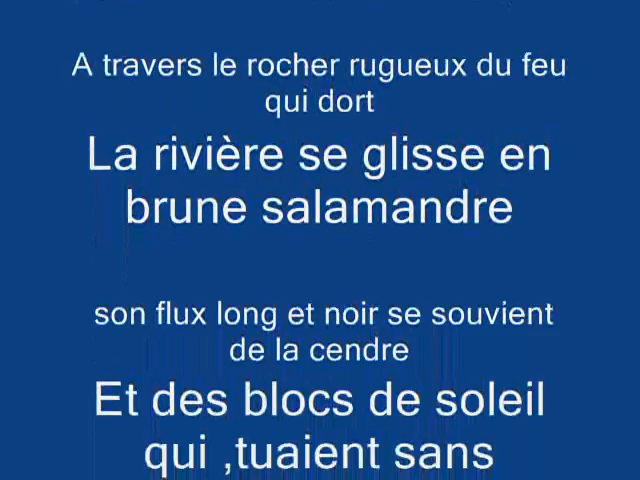 A travers le rocher rugueux du feu
qui dort
La rivière se glisse en
brune salamandre
son flux long et noir se souvient
de la cendre
Et des blocs de soleil
qui ,tuaient sans